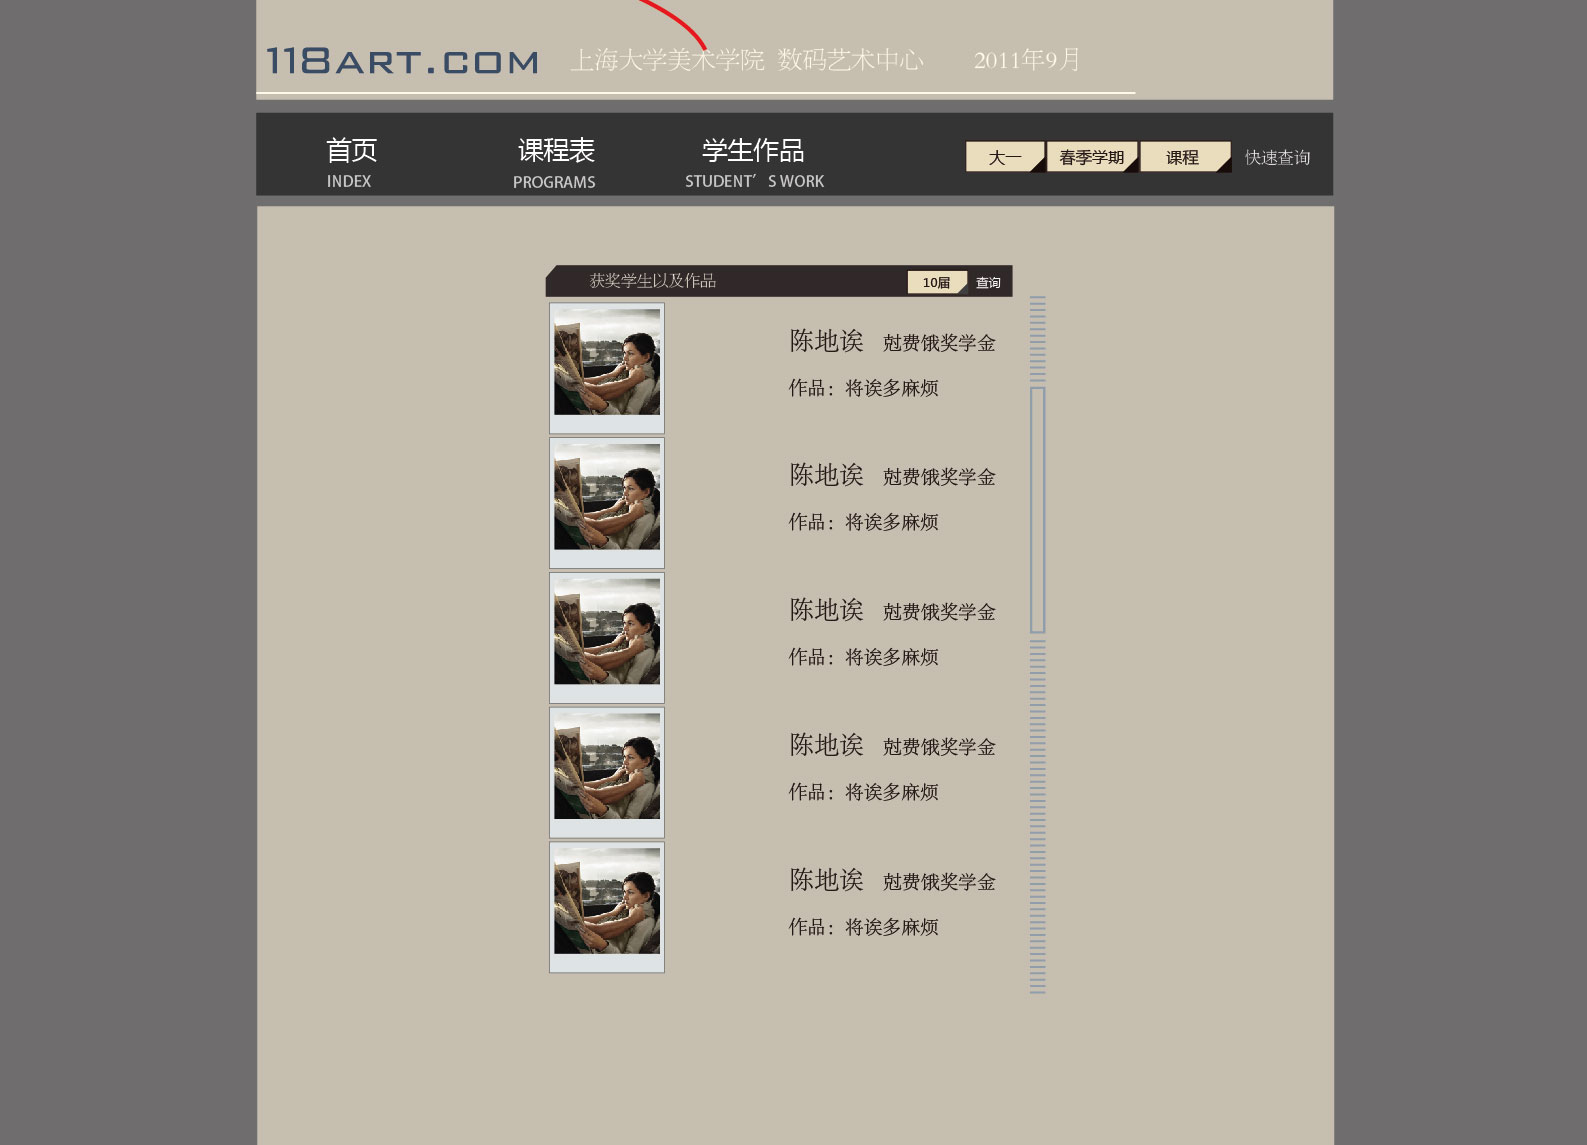 118ART.COM 上海大学美术学院 数码艺术中心 2011年9月
首页 课程表 学生作品 大一 春季学期 课程 快速查询
INDEX PROGRAMS STUDENT’S WORK
获奖学生以及作品 10届 查询
陈地诶 尅费饿奖学金
作品：将诶多麻烦
陈地诶 尅费饿奖学金
作品：将诶多麻烦
陈地诶 尅费饿奖学金
作品：将诶多麻烦
陈地诶 尅费饿奖学金
作品：将诶多麻烦
陈地诶 尅费饿奖学金
作品：将诶多麻烦